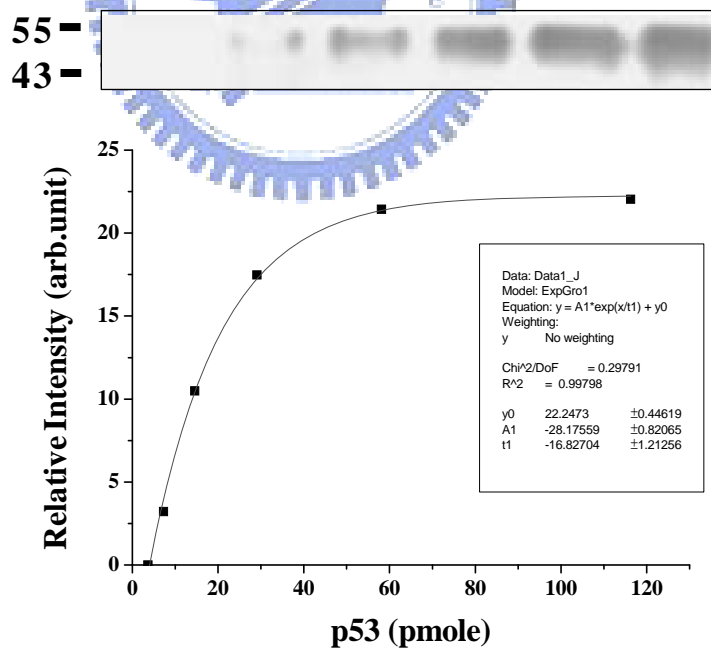 55
43
25
20
15
10
5
0
Relative Intensity (arb.unit)
Data: Data1_J
Model: ExpGro1
Equation: y = A1*exp(x/t1) + y0
Weighting:
y No weighting
Chi^2/DoF = 0.29791
R^2 = 0.99798
y0 22.2473 ±0.44619
A1 -28.17559 ±0.82065
t1 -16.82704 ±1.21256
0 20 40 60 80 100 120
p53 (pmole)